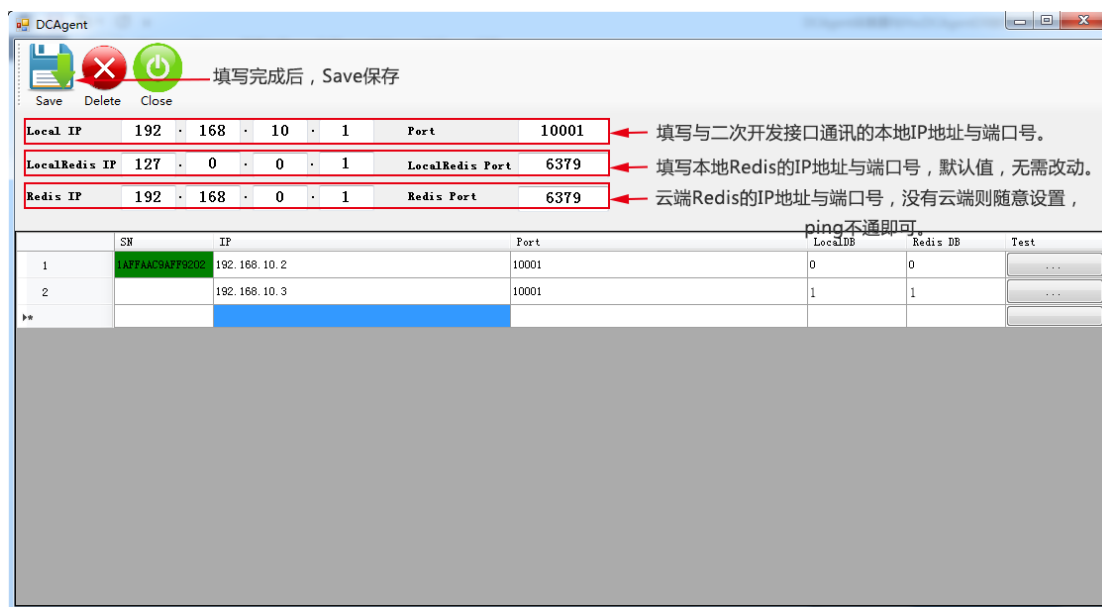 DCAgent
填写完成后，Save保存
Save Delete Close
Local IP 192 . 168 . 10 . 1 Port 10001 填写与二次开发接口通讯的本地IP地址与端口号。
LocalRedis IP 127 . 0 . 0 . 1 LocalRedis Port 6379 填写本地Redis的IP地址与端口号，默认值，无需改动。
Redis IP 192 . 168 . 0 . 1 Redis Port 6379 云端Redis的IP地址与端口号，没有云端则随意设置，
ping不通即可。
SN IP Port LocalDB Redis DB Test
1 1AFFAAC9AFF9202 192.168.10.2 10001 0 0 ...
2 192.168.10.3 10001 1 1 ...